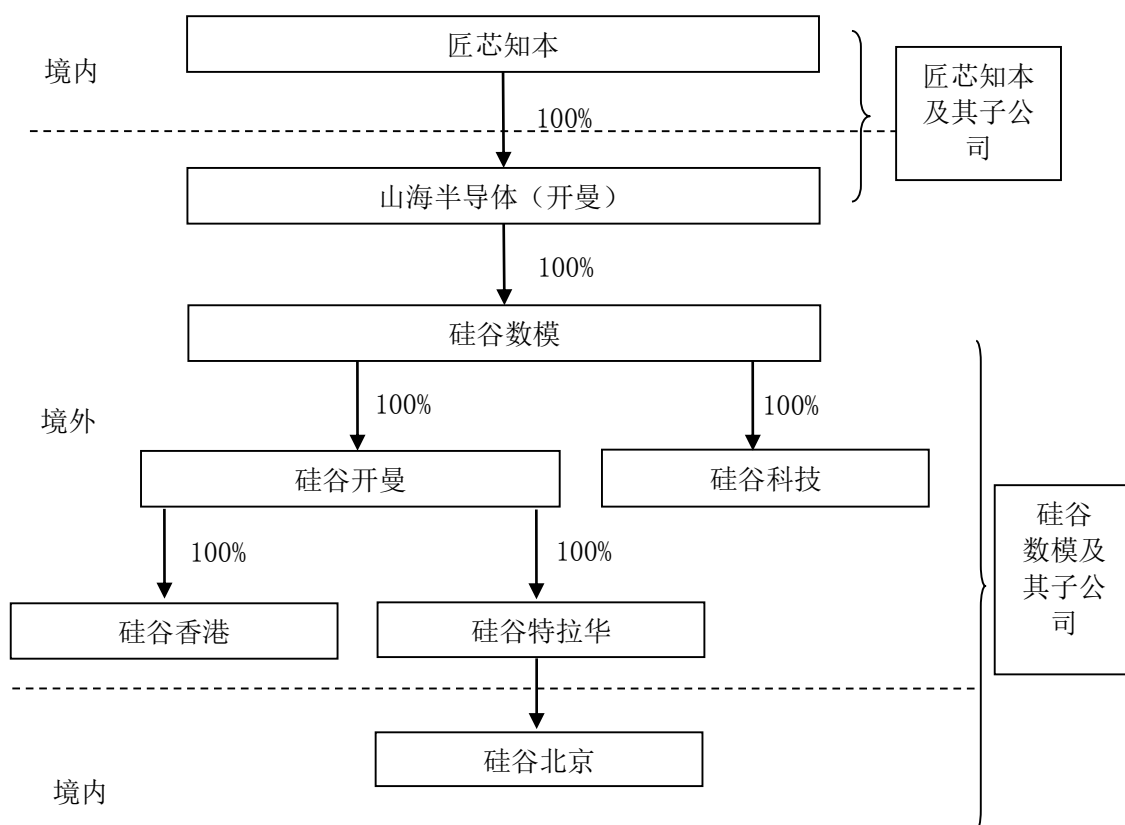 匠芯知本
境内
匠芯知本
及其子公
司
100%
山海半导体（开曼）
100%
硅谷数模
100%
100%
境外
硅谷开曼
硅谷科技
硅谷
数模及
其子公
司
100%
100%
硅谷香港
硅谷特拉华
硅谷北京
境内